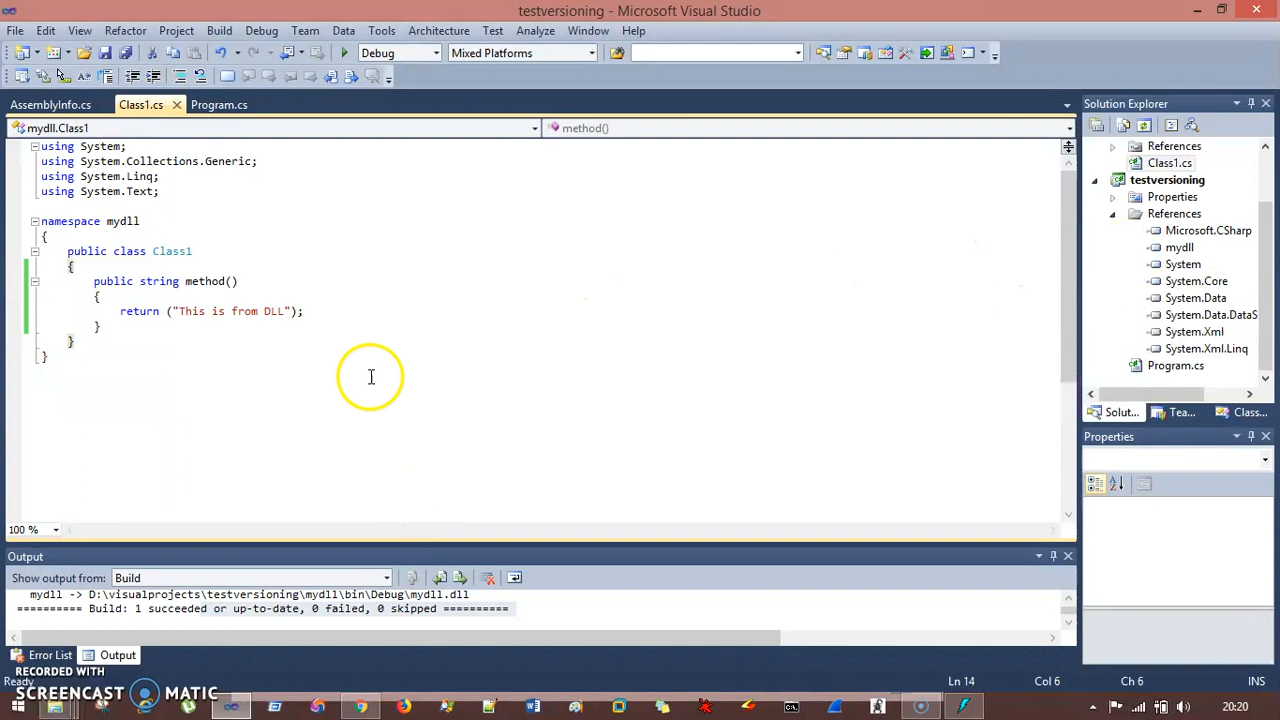 testversioning - Microsoft Visual Studio
File Edit View Refactor Project Build Debug Team Data Tools Architecture Test Analyze Window Help
Debug Mixed Platforms
AssemblyInfo.cs Class1.cs Program.cs
mydll.Class1 method()
using System;
using System.Collections.Generic;
using System.Linq;
using System.Text;
namespace mydll
{
public class Class1
{
public string method()
{
return ("This is from DLL");
}
}
}
100 %
Solution Explorer
References
Class1.cs
testversioning
Properties
References
Microsoft.CSharp
mydll
System
System.Core
System.Data
System.Data.DataS
System.Xml
System.Xml.Linq
Program.cs
Solut... Tea... Class...
Properties
Output
Show output from: Build
mydll -> D:\visualprojects\testversioning\mydll\bin\Debug\mydll.dll
========== Build: 1 succeeded or up-to-date, 0 failed, 0 skipped ==========
Error List Output
RECORDED WITH
SCREENCAST MATIC
Ready Ln 14 Col 6 Ch 6 INS
20:20